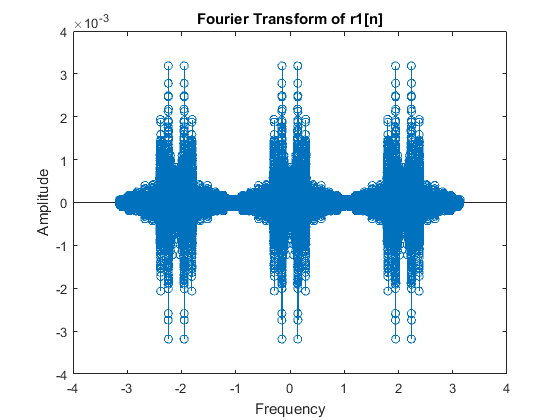 Fourier Transform of r1[n]
×10⁻³
4
3
2
1
0
-1
-2
-3
-4
-4 -3 -2 -1 0 1 2 3 4
Amplitude
Frequency